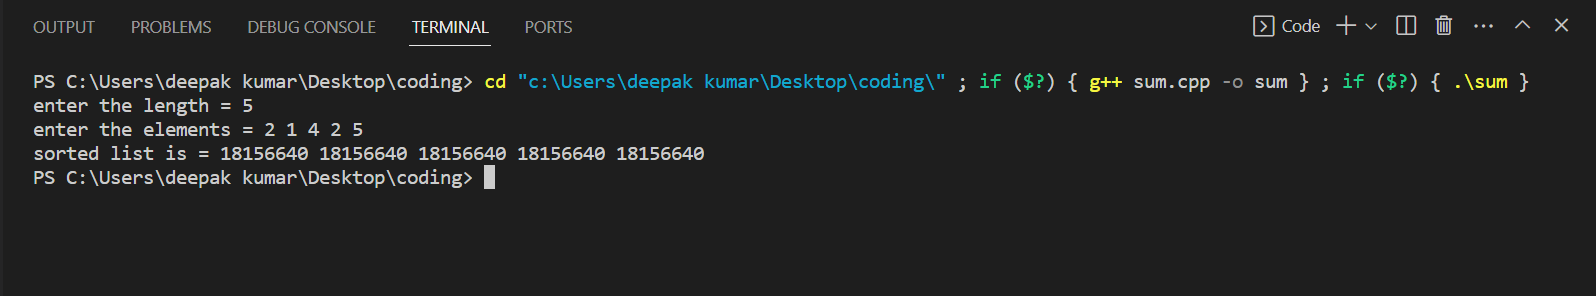 OUTPUT PROBLEMS DEBUG CONSOLE TERMINAL PORTS Code
PS C:\Users\deepak kumar\Desktop\coding> cd "c:\Users\deepak kumar\Desktop\coding\" ; if ($?) { g++ sum.cpp -o sum } ; if ($?) { .\sum }
enter the length = 5
enter the elements = 2 1 4 2 5
sorted list is = 18156640 18156640 18156640 18156640 18156640
PS C:\Users\deepak kumar\Desktop\coding>